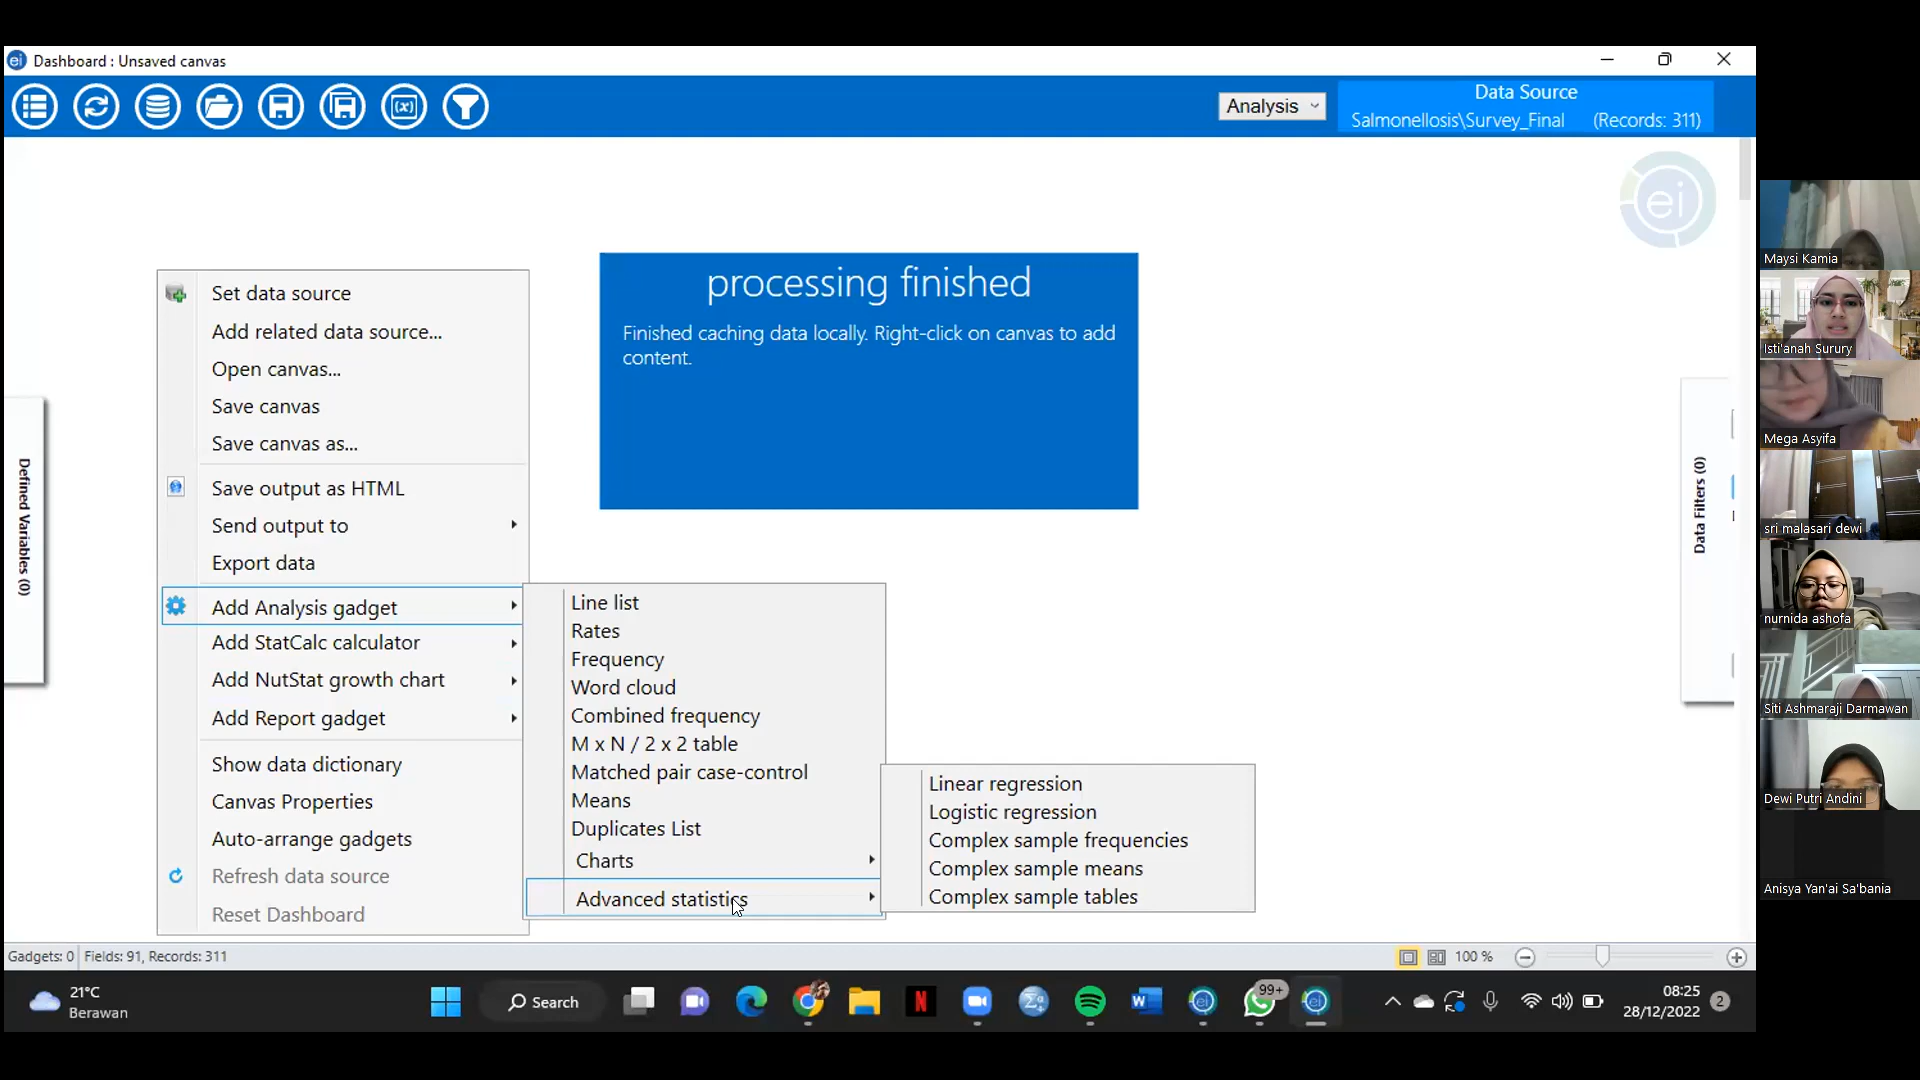 ei Dashboard : Unsaved canvas
Analysis
Data Source
Salmonellosis\Survey_Final (Records: 311)
(x)
ei
processing finished
Finished caching data locally. Right-click on canvas to add
content.
Defined Variables (0)
Data Filters (0)
Set data source
Add related data source...
Open canvas...
Save canvas
Save canvas as...
Save output as HTML
Send output to
Export data
Add Analysis gadget
Add StatCalc calculator
Add NutStat growth chart
Add Report gadget
Show data dictionary
Canvas Properties
Auto-arrange gadgets
Refresh data source
Reset Dashboard
Line list
Rates
Frequency
Word cloud
Combined frequency
M x N / 2 x 2 table
Matched pair case-control
Means
Duplicates List
Charts
Advanced statistics
Linear regression
Logistic regression
Complex sample frequencies
Complex sample means
Complex sample tables
Gadgets: 0 Fields: 91, Records: 311
100 %
21°C
Berawan
Search
99+
08:25
28/12/2022
2
Maysi Kamia
Isti'anah Surury
Mega Asyifa
sri malasari dewi
nurnida ashofa
Siti Ashmaraji Darmawan
Dewi Putri Andini
Anisya Yan'ai Sa'bania